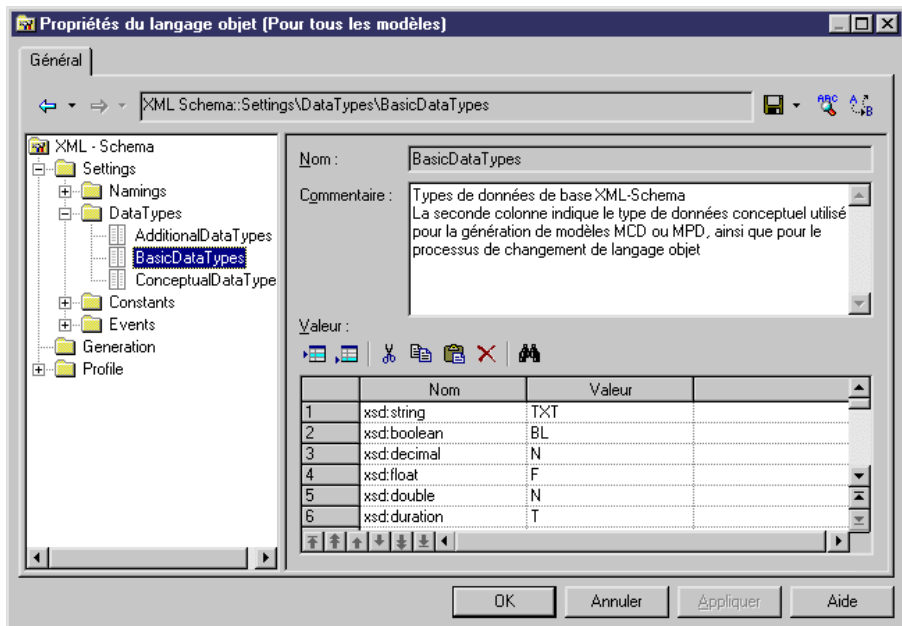 Propriétés du langage objet (Pour tous les modèles)
Général
XML Schema::Settings\DataTypes\BasicDataTypes
XML - Schema
Settings
Namings
DataTypes
AdditionalDataTypes
BasicDataTypes
ConceptualDataType
Constants
Events
Generation
Profile
Nom :
BasicDataTypes
Commentaire :
Types de données de base XML-Schema
La seconde colonne indique le type de données conceptuel utilisé
pour la génération de modèles MCD ou MPD, ainsi que pour le
processus de changement de langage objet
Valeur :
Nom Valeur
1 xsd:string TXT
2 xsd:boolean BL
3 xsd:decimal N
4 xsd:float F
5 xsd:double N
6 xsd:duration T
OK Annuler Appliquer Aide